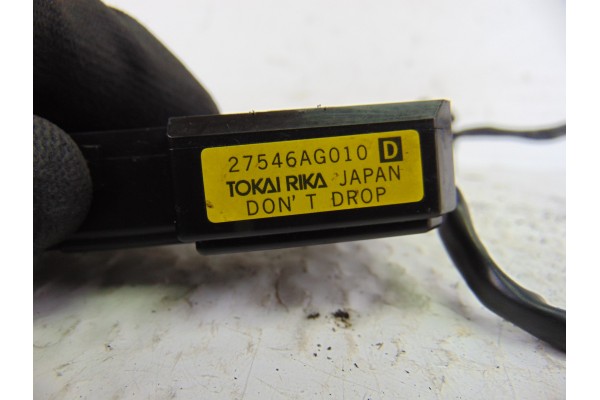 27546AG010 D
TOKAI RIKA JAPAN
DON'T DROP